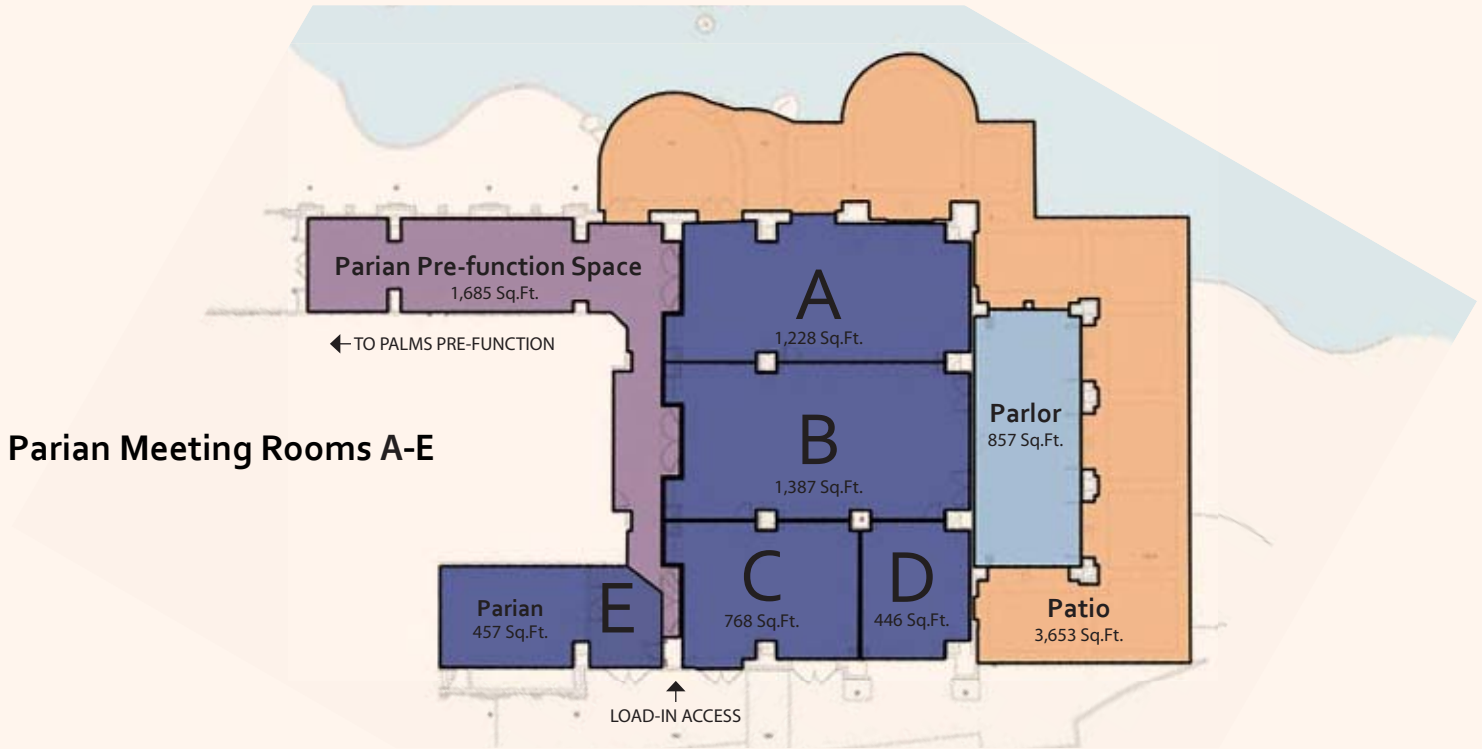 Parian Pre-function Space
1,685 Sq.Ft.
A
1,228 Sq.Ft.
TO PALMS PRE-FUNCTION
Parlor
857 Sq.Ft.
B
1,387 Sq.Ft.
Parian Meeting Rooms A-E
C
768 Sq.Ft.
D
446 Sq.Ft.
E
Parian
457 Sq.Ft.
Patio
3,653 Sq.Ft.
LOAD-IN ACCESS